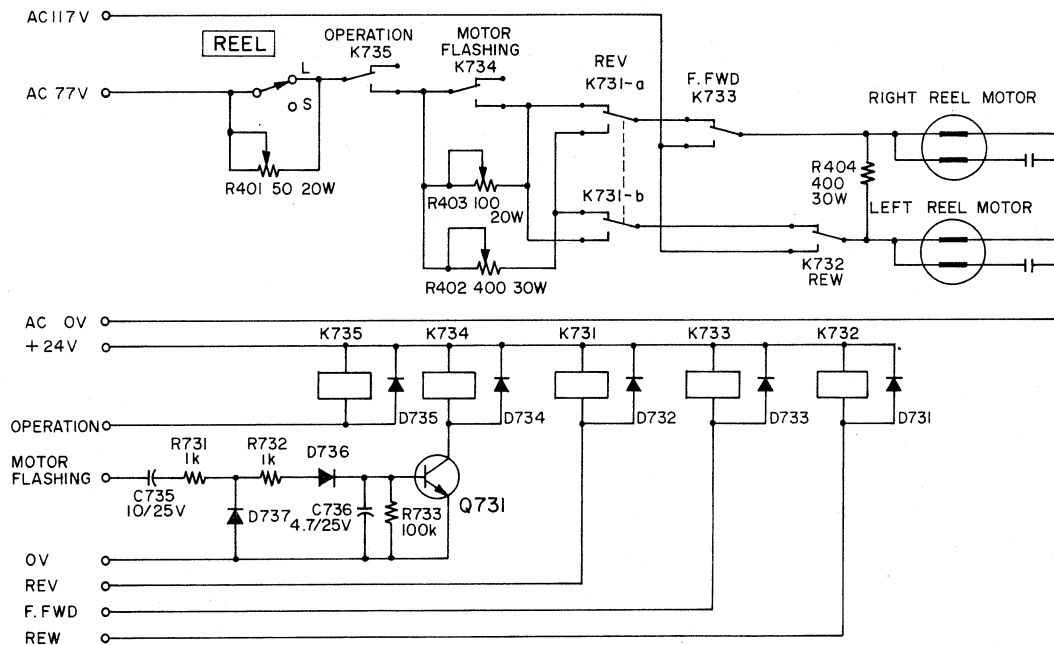 AC 117V
REEL
OPERATION
K735
MOTOR
FLASHING
K734
REV
K731-a
F. FWD
K733
RIGHT REEL MOTOR
AC 77V
L
S
R401 50 20W
R403 100
20W
K731-b
R404
400
30W
LEFT REEL MOTOR
R402 400 30W
K732
REW
AC 0V
+24V
K735
K734
K731
K733
K732
D735
D734
D732
D733
D731
OPERATION
MOTOR
FLASHING
R731
1k
R732
1k
D736
C735
10/25V
D737
C736
4.7/25V
R733
100k
Q731
0V
REV
F. FWD
REW